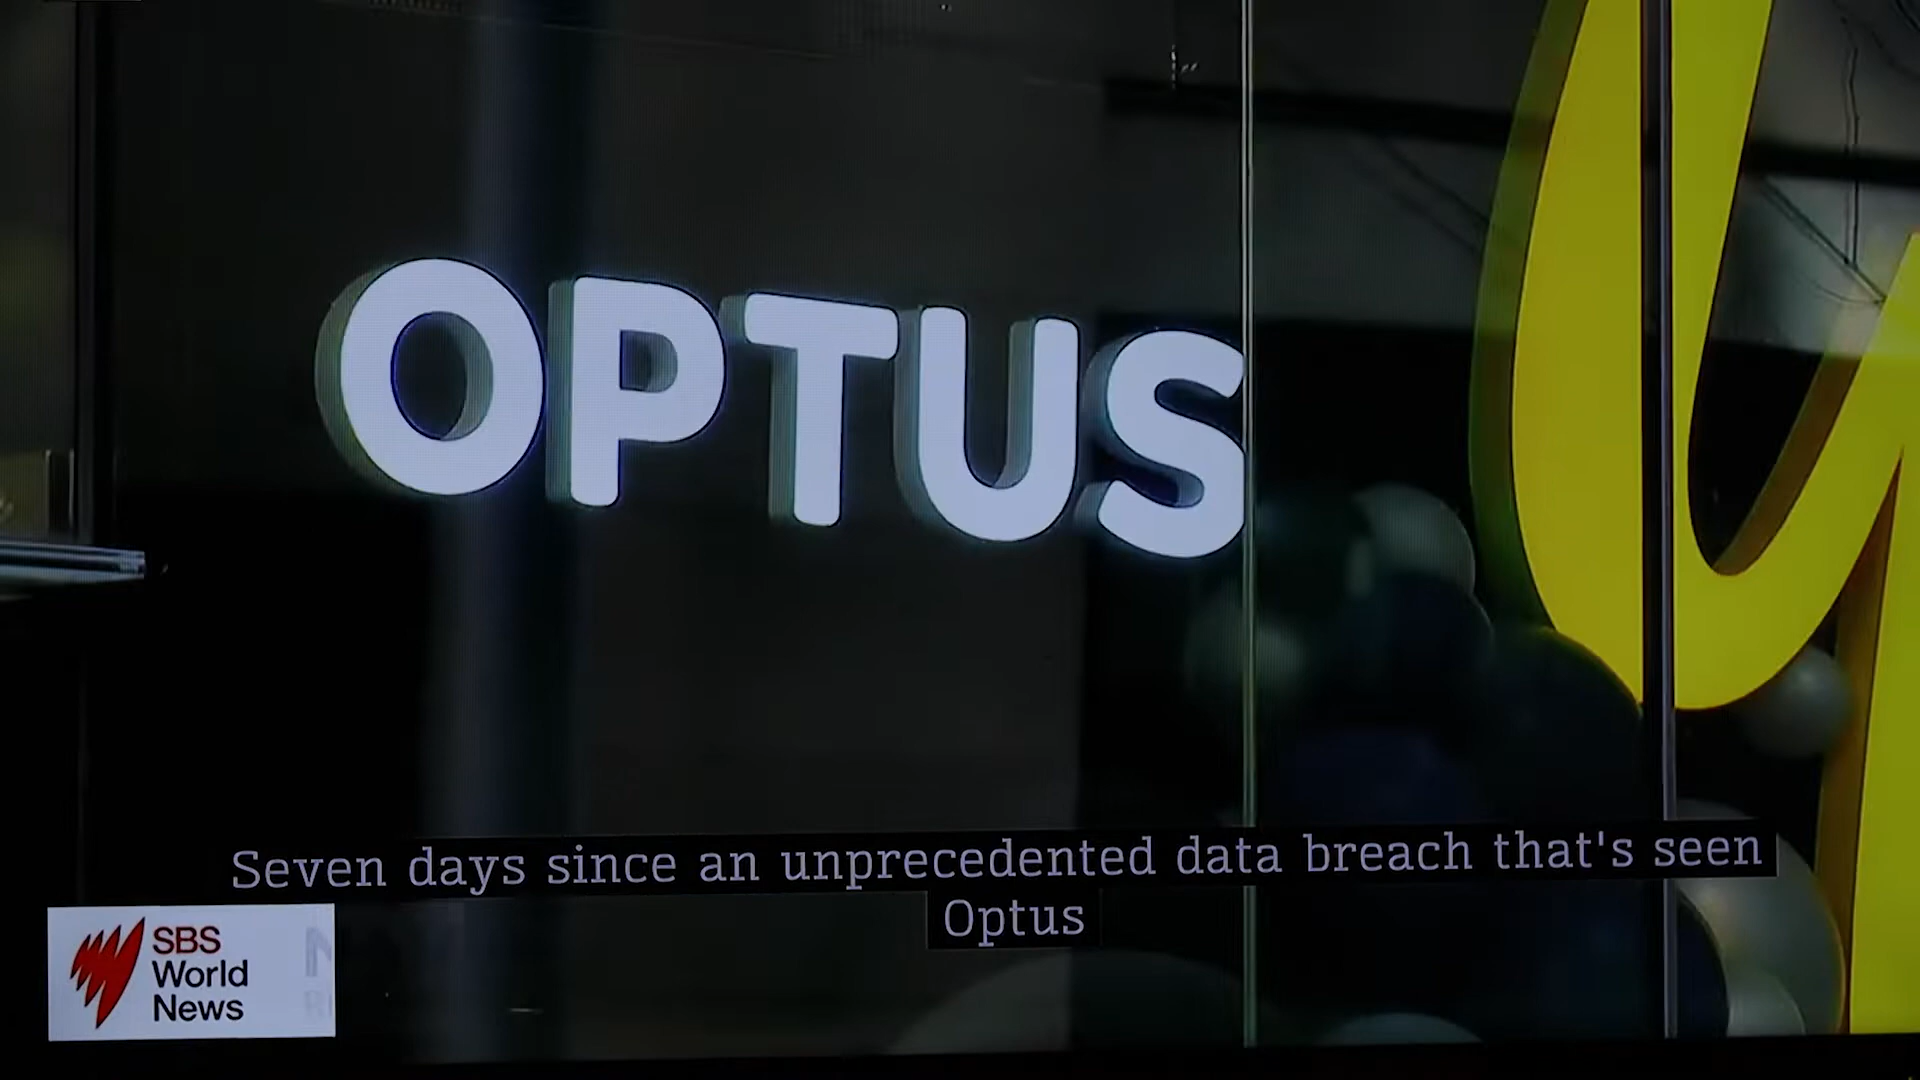 OPTUS
Seven days since an unprecedented data breach that's seen
Optus
SBS
World
News